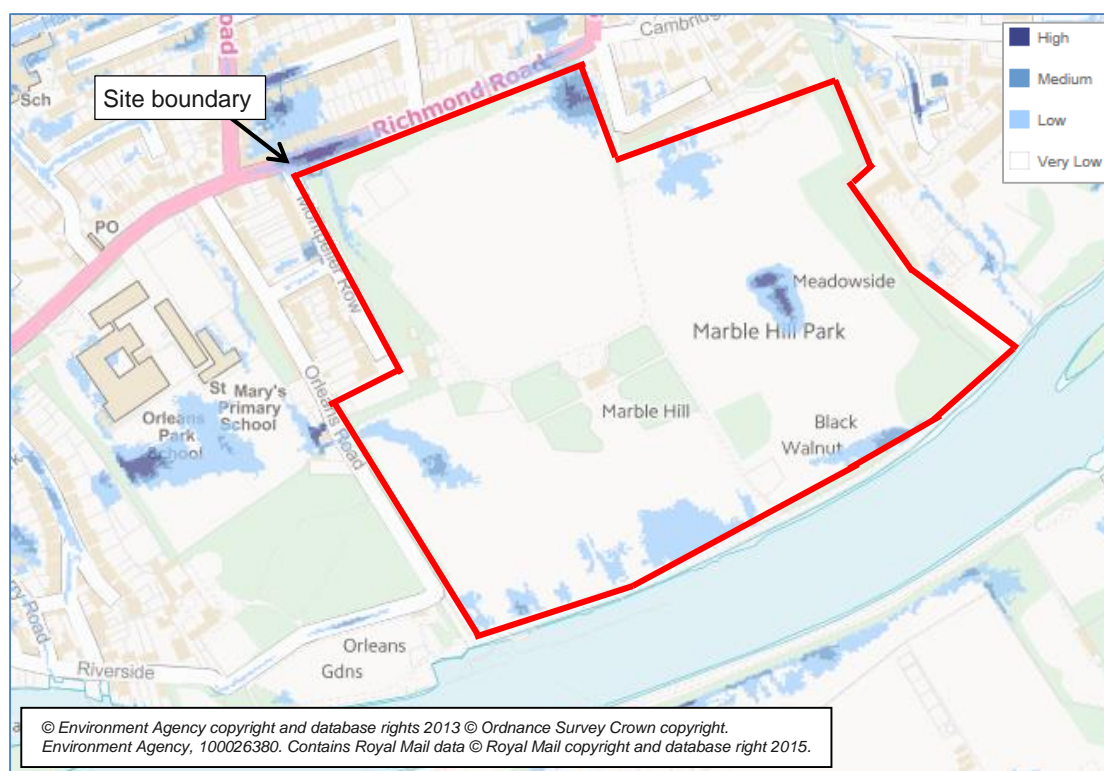 High
Medium
Low
Very Low
Cambrid
Road
Sch
Site boundary
Richmond Road
PO
Montpelier Row
Meadowside
Marble Hill Park
Marble Hill
St Mary's
Primary
School
Orleans
Park
School
Orleans Road
Black
Walnut
Orleans
Gdns
Riverside
© Environment Agency copyright and database rights 2013 © Ordnance Survey Crown copyright.
Environment Agency, 100026380. Contains Royal Mail data © Royal Mail copyright and database right 2015.